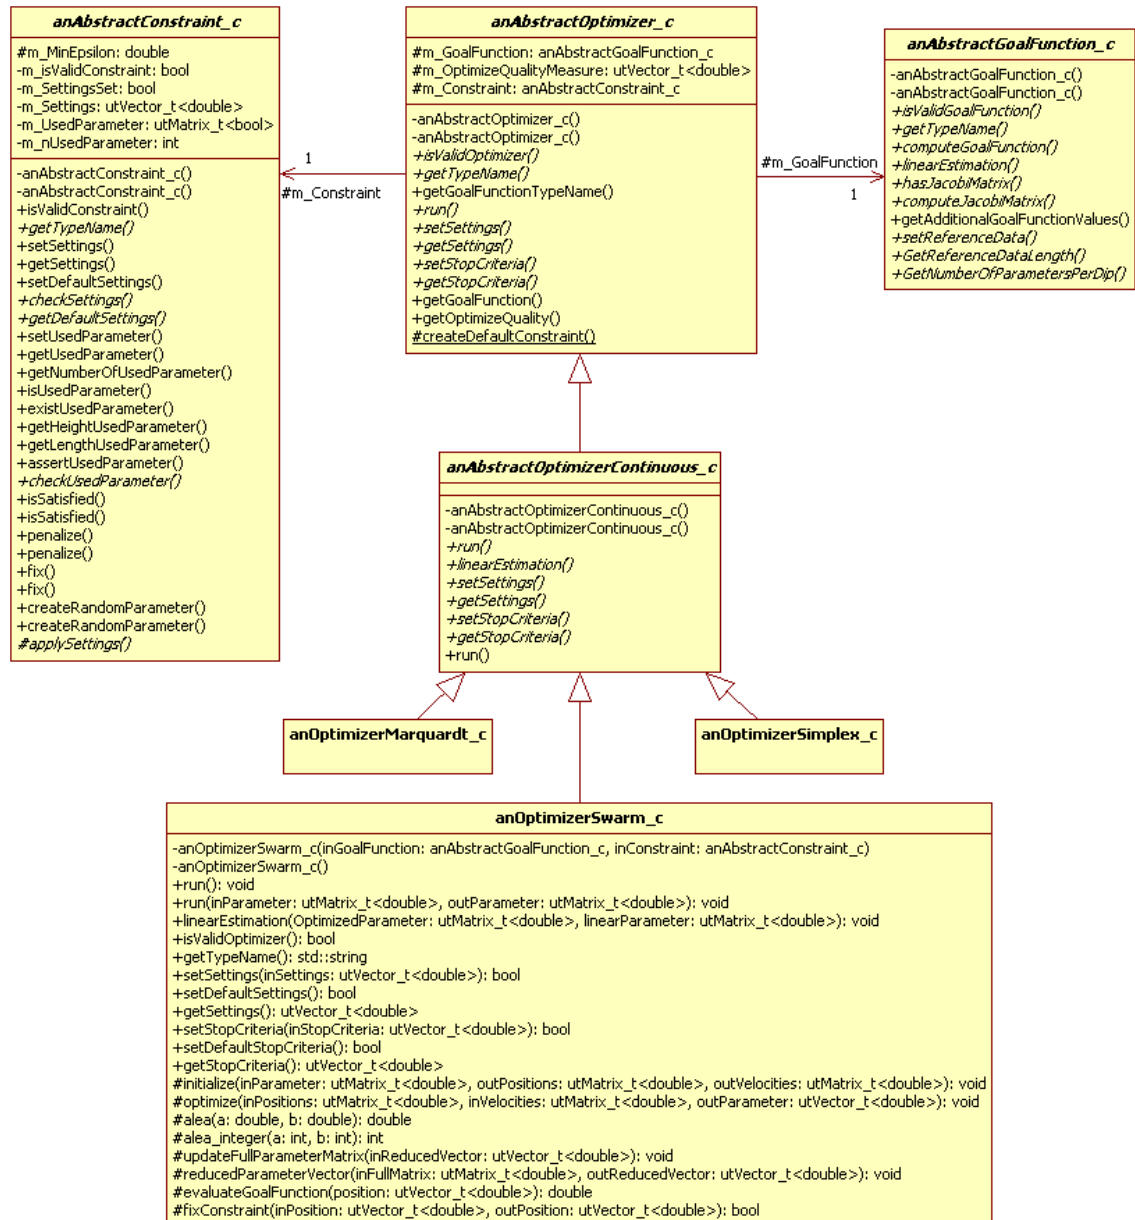 anAbstractConstraint_c
#m_MinEpsilon: double
-m_isValidConstraint: bool
-m_SettingsSet: bool
-m_Settings: utVector_t<double>
-m_UsedParameter: utMatrix_t<bool>
-m_nUsedParameter: int
-anAbstractConstraint_c()
-anAbstractConstraint_c()
+isValidConstraint()
+getTypeName()
+setSettings()
+getSettings()
+setDefaultSettings()
+checkSettings()
+getDefaultSettings()
+setUsedParameter()
+getUsedParameter()
+getNumberOfUsedParameter()
+isUsedParameter()
+existUsedParameter()
+getHeightUsedParameter()
+getLengthUsedParameter()
+assertUsedParameter()
+checkUsedParameter()
+isSatisfied()
+isSatisfied()
+penalize()
+penalize()
+fix()
+fix()
+createRandomParameter()
+createRandomParameter()
#applySettings()
1
#m_Constraint
anAbstractOptimizer_c
#m_GoalFunction: anAbstractGoalFunction_c
#m_OptimizeQualityMeasure: utVector_t<double>
#m_Constraint: anAbstractConstraint_c
-anAbstractOptimizer_c()
-anAbstractOptimizer_c()
+isValidOptimizer()
+getTypeName()
+getGoalFunctionTypeName()
+run()
+setSettings()
+getSettings()
+setStopCriteria()
+getStopCriteria()
+getGoalFunction()
+getOptimizeQuality()
#createDefaultConstraint()
#m_GoalFunction
1
anAbstractGoalFunction_c
-anAbstractGoalFunction_c()
-anAbstractGoalFunction_c()
+isValidGoalFunction()
+getTypeName()
+computeGoalFunction()
+linearEstimation()
+hasJacobiMatrix()
+computeJacobiMatrix()
+getAdditionalGoalFunctionValues()
+setReferenceData()
+GetReferenceDataLength()
+GetNumberOfParametersPerDip()
anAbstractOptimizerContinuous_c
-anAbstractOptimizerContinuous_c()
-anAbstractOptimizerContinuous_c()
+run()
+linearEstimation()
+setSettings()
+getSettings()
+setStopCriteria()
+getStopCriteria()
+run()
anOptimizerMarquardt_c
anOptimizerSimplex_c
anOptimizerSwarm_c
-anOptimizerSwarm_c(inGoalFunction: anAbstractGoalFunction_c, inConstraint: anAbstractConstraint_c)
-anOptimizerSwarm_c()
+run(): void
+run(inParameter: utMatrix_t<double>, outParameter: utMatrix_t<double>): void
+linearEstimation(OptimizedParameter: utMatrix_t<double>, linearParameter: utMatrix_t<double>): void
+isValidOptimizer(): bool
+getTypeName(): std::string
+setSettings(inSettings: utVector_t<double>): bool
+setDefaultSettings(): bool
+getSettings(): utVector_t<double>
+setStopCriteria(inStopCriteria: utVector_t<double>): bool
+setDefaultStopCriteria(): bool
+getStopCriteria(): utVector_t<double>
#initialize(inParameter: utMatrix_t<double>, outPositions: utMatrix_t<double>, outVelocities: utMatrix_t<double>): void
#optimize(inPositions: utMatrix_t<double>, inVelocities: utMatrix_t<double>, outParameter: utVector_t<double>): void
#alea(a: double, b: double): double
#alea_integer(a: int, b: int): int
#updateFullParameterMatrix(inReducedVector: utVector_t<double>): void
#reducedParameterVector(inFullMatrix: utMatrix_t<double>, outReducedVector: utVector_t<double>): void
#evaluateGoalFunction(position: utVector_t<double>): double
#fixConstraint(inPosition: utVector_t<double>, outPosition: utVector_t<double>): bool